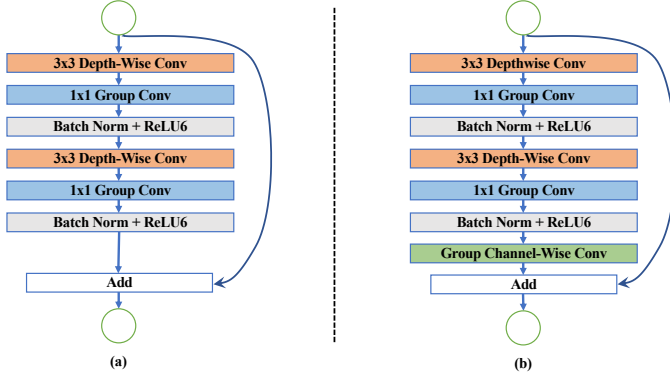 3x3 Depth-Wise Conv
1x1 Group Conv
Batch Norm + ReLU6
3x3 Depth-Wise Conv
1x1 Group Conv
Batch Norm + ReLU6
Add
(a)
3x3 Depthwise Conv
1x1 Group Conv
Batch Norm + ReLU6
3x3 Depth-Wise Conv
1x1 Group Conv
Batch Norm + ReLU6
Group Channel-Wise Conv
Add
(b)